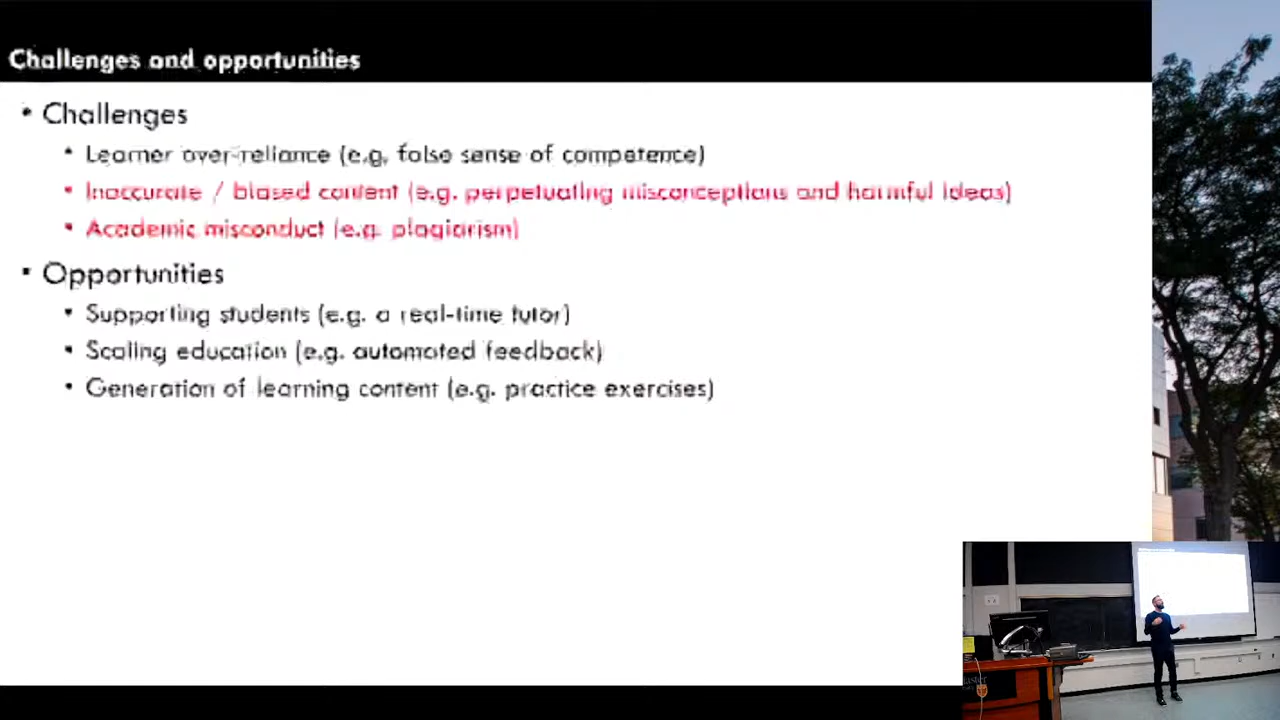 Challenges and opportunities
• Challenges
• Learner over-reliance (e.g. false sense of competence)
• Inaccurate / biased content (e.g. perpetuating misconceptions and harmful ideas)
• Academic misconduct (e.g. plagiarism)
• Opportunities
• Supporting students (e.g. a real-time tutor)
• Scaling education (e.g. automated feedback)
• Generation of learning content (e.g. practice exercises)